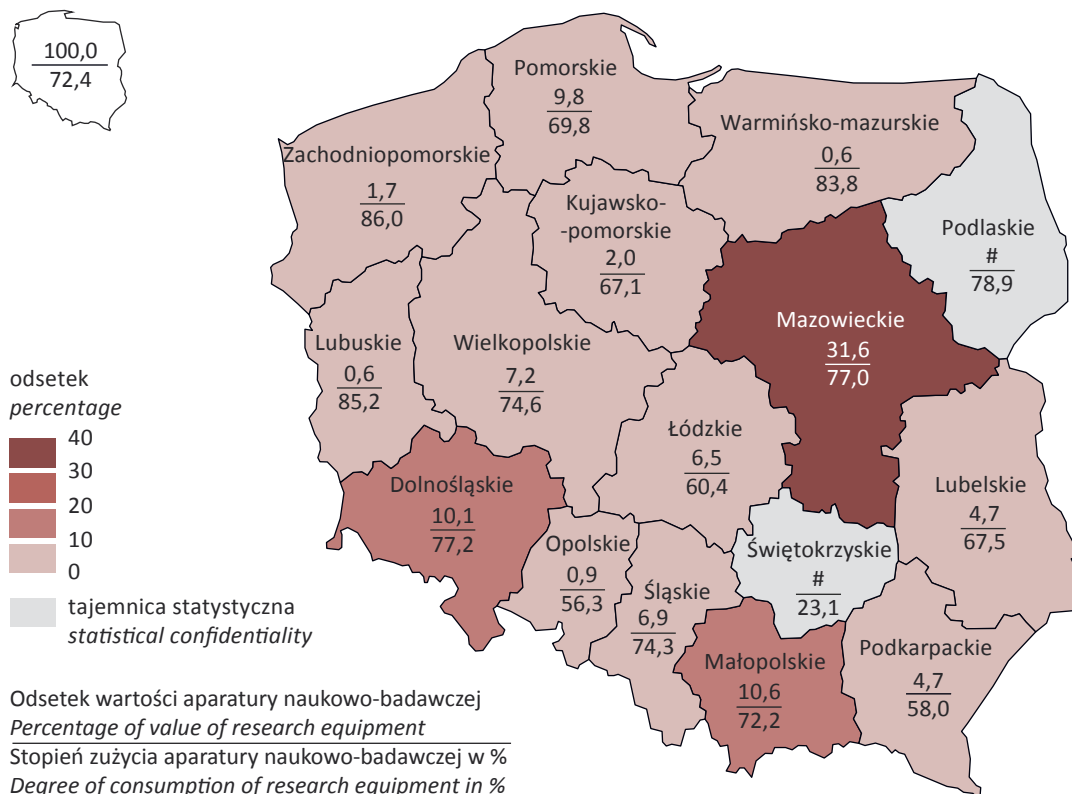 100,0
72,4
Pomorskie
9,8
69,8
Warmińsko-mazurskie
0,6
83,8
Zachodniopomorskie
1,7
86,0
Kujawsko-
-pomorskie
2,0
67,1
Podlaskie
#
78,9
Mazowieckie
31,6
77,0
Lubuskie
0,6
85,2
Wielkopolskie
7,2
74,6
Łódzkie
6,5
60,4
Dolnośląskie
10,1
77,2
Lubelskie
4,7
67,5
Opolskie
0,9
56,3
Śląskie
6,9
74,3
Świętokrzyskie
#
23,1
Małopolskie
10,6
72,2
Podkarpackie
4,7
58,0
odsetek
percentage
40
30
20
10
0
tajemnica statystyczna
statistical confidentiality
Odsetek wartości aparatury naukowo-badawczej
Percentage of value of research equipment
Stopień zużycia aparatury naukowo-badawczej w %
Degree of consumption of research equipment in %